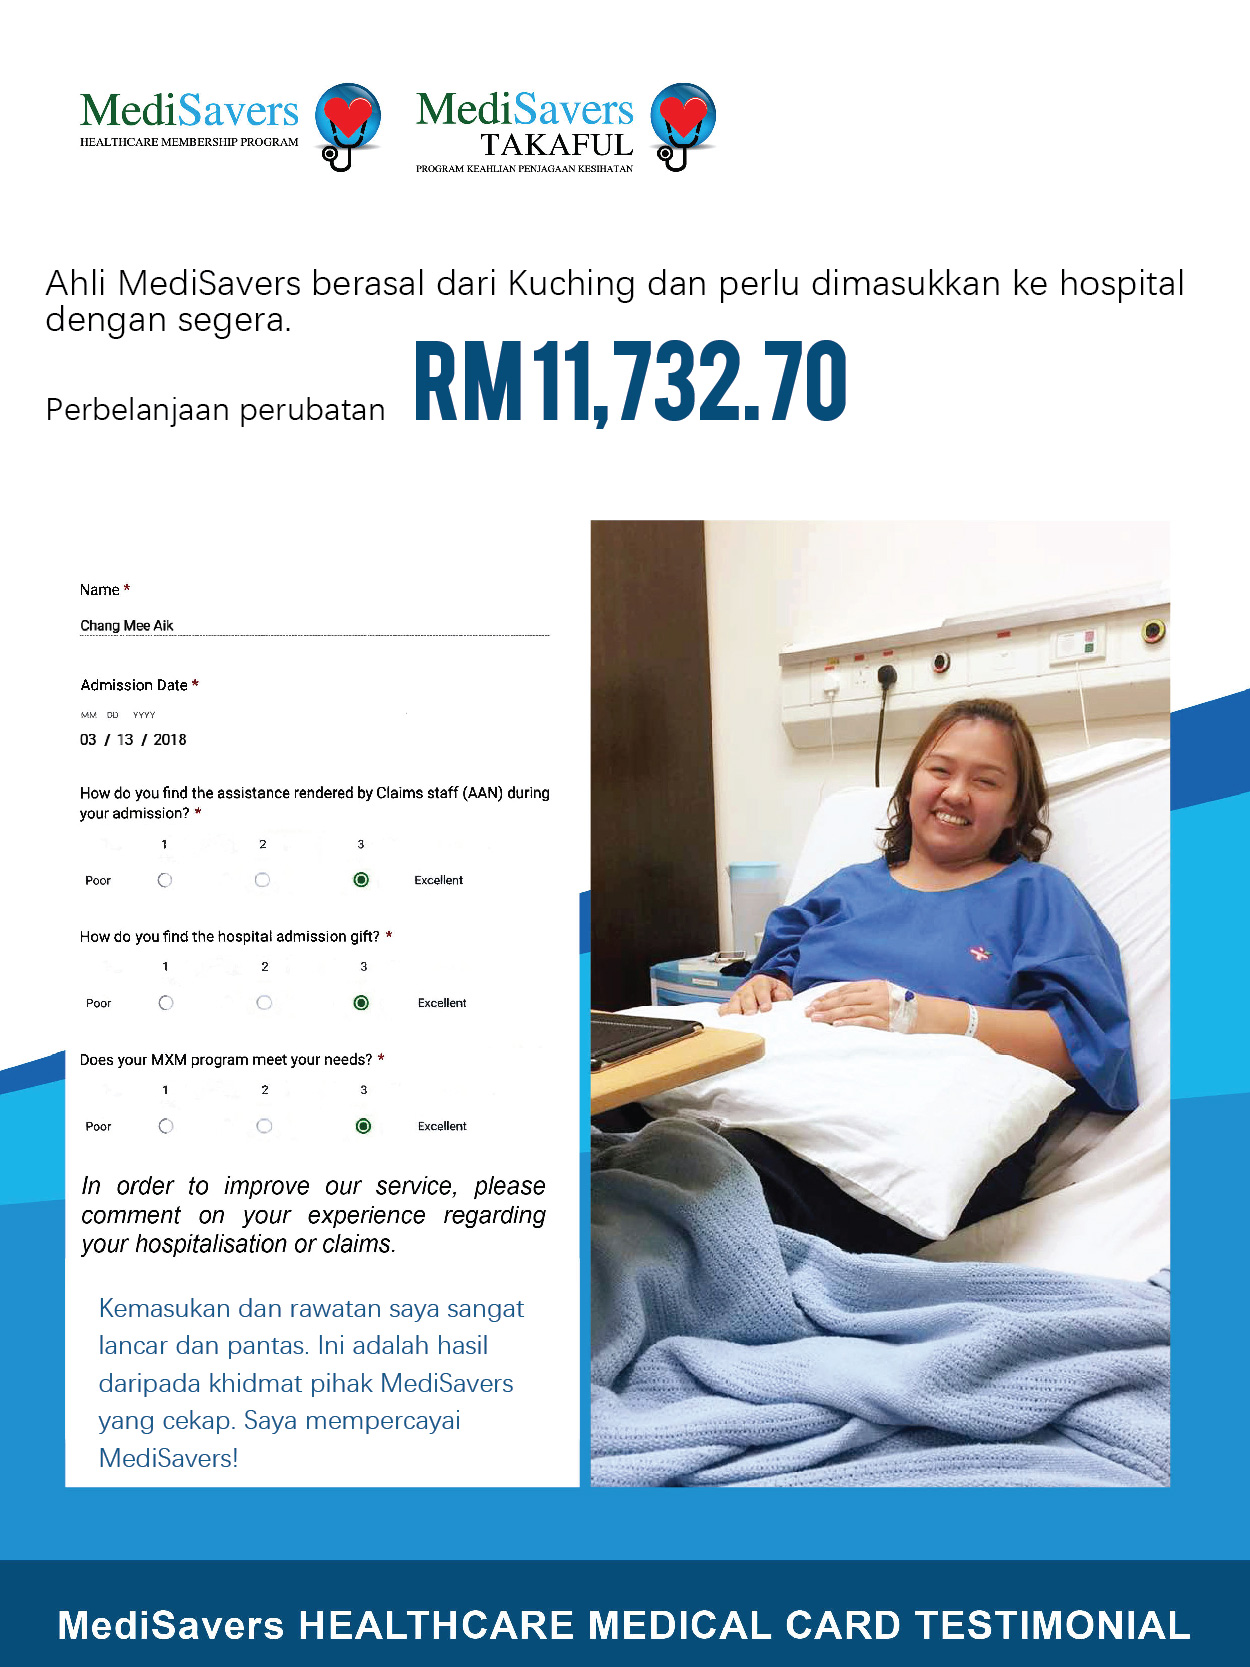 MediSavers
HEALTHCARE MEMBERSHIP PROGRAM
MediSavers
TAKAFUL
PROGRAM KEAHLIAN PENJAGAAN KESIHATAN
Ahli MediSavers berasal dari Kuching dan perlu dimasukkan ke hospital
dengan segera.
Perbelanjaan perubatan RM11,732.70
Name *
Chang Mee Aik
Admission Date *
MM DD YYYY
03 / 13 / 2018
How do you find the assistance rendered by Claims staff (AAN) during
your admission? *
1 2 3
Poor Excellent
How do you find the hospital admission gift? *
1 2 3
Poor Excellent
Does your MXM program meet your needs? *
1 2 3
Poor Excellent
In order to improve our service, please
comment on your experience regarding
your hospitalisation or claims.
Kemasukan dan rawatan saya sangat
lancar dan pantas. Ini adalah hasil
daripada khidmat pihak MediSavers
yang cekap. Saya mempercayai
MediSavers!
MediSavers HEALTHCARE MEDICAL CARD TESTIMONIAL